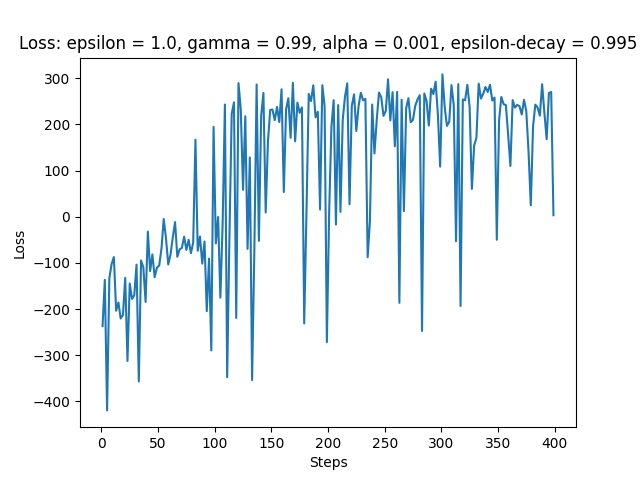 Loss: epsilon = 1.0, gamma = 0.99, alpha = 0.001, epsilon-decay = 0.995
300
200
100
0
−100
−200
−300
−400
Loss
0 50 100 150 200 250 300 350 400
Steps